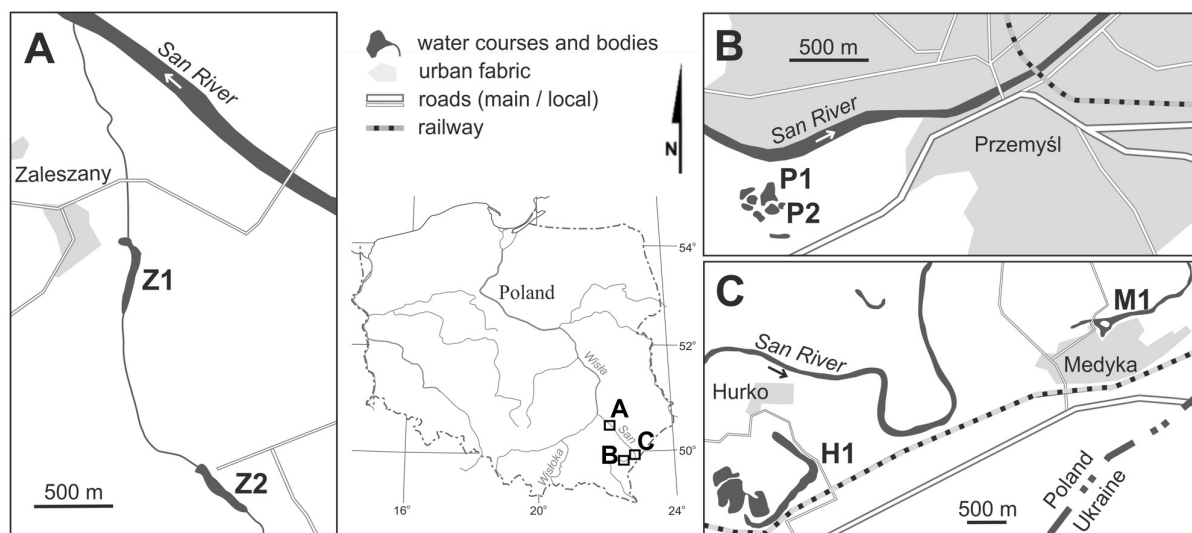 A
San River
Zaleszany
Z1
Z2
500 m
water courses and bodies
urban fabric
roads (main / local)
railway
N
54°
52°
50°
16°
20°
24°
Poland
Wisła
San
Wisłoka
A
B
C
B
500 m
San River
Przemyśl
P1
P2
C
M1
San River
Medyka
Hurko
H1
Poland
Ukraine
500 m